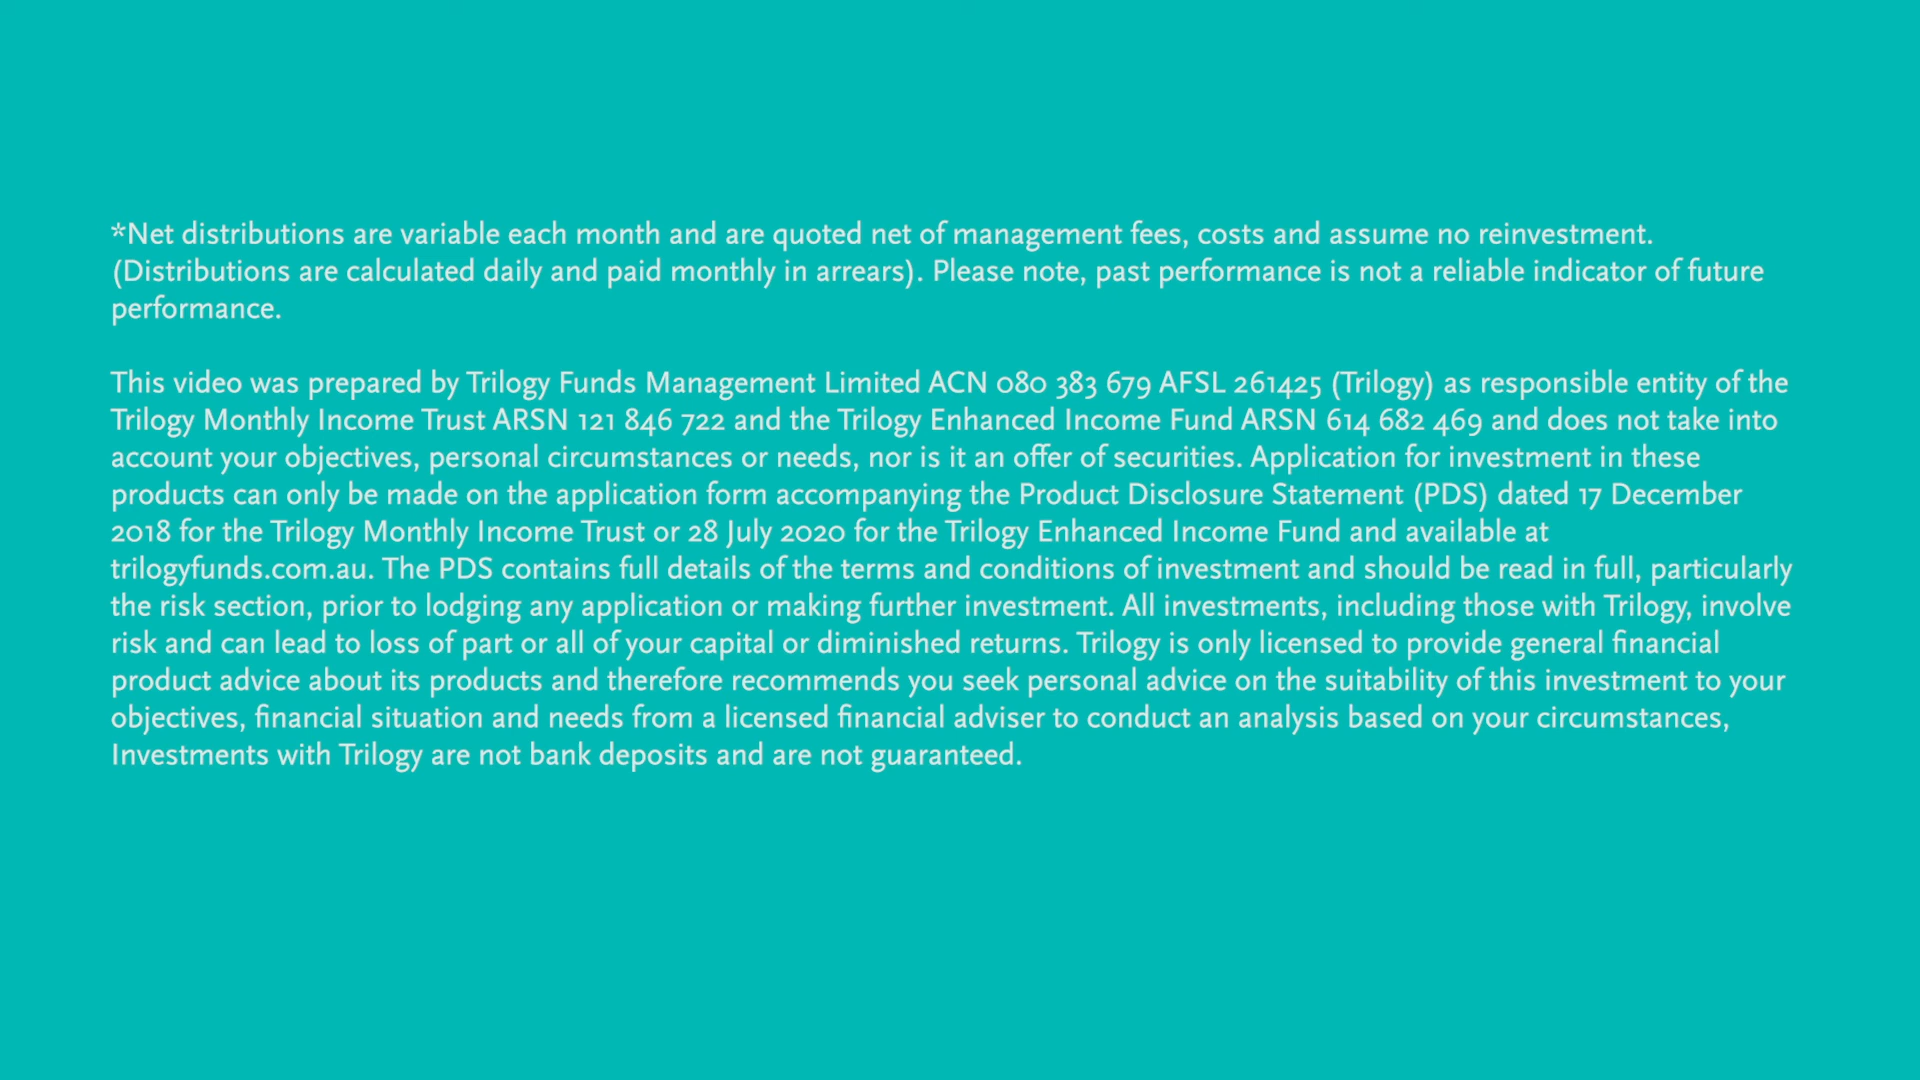 *Net distributions are variable each month and are quoted net of management fees, costs and assume no reinvestment.
(Distributions are calculated daily and paid monthly in arrears). Please note, past performance is not a reliable indicator of future
performance.
This video was prepared by Trilogy Funds Management Limited ACN 080 383 679 AFSL 261425 (Trilogy) as responsible entity of the
Trilogy Monthly Income Trust ARSN 121 846 722 and the Trilogy Enhanced Income Fund ARSN 614 682 469 and does not take into
account your objectives, personal circumstances or needs, nor is it an offer of securities. Application for investment in these
products can only be made on the application form accompanying the Product Disclosure Statement (PDS) dated 17 December
2018 for the Trilogy Monthly Income Trust or 28 July 2020 for the Trilogy Enhanced Income Fund and available at
trilogyfunds.com.au. The PDS contains full details of the terms and conditions of investment and should be read in full, particularly
the risk section, prior to lodging any application or making further investment. All investments, including those with Trilogy, involve
risk and can lead to loss of part or all of your capital or diminished returns. Trilogy is only licensed to provide general financial
product advice about its products and therefore recommends you seek personal advice on the suitability of this investment to your
objectives, financial situation and needs from a licensed financial adviser to conduct an analysis based on your circumstances,
Investments with Trilogy are not bank deposits and are not guaranteed.